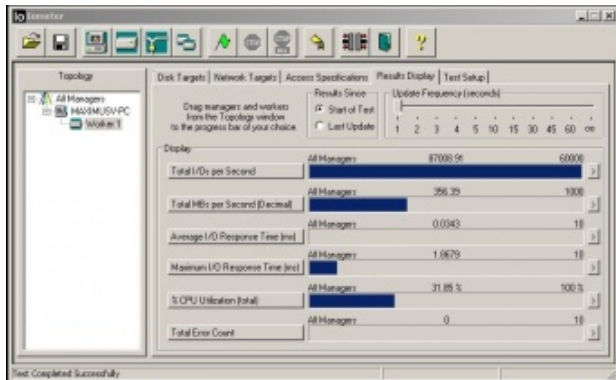 Iometer
Topology
All Managers
MAXIMUSV-PC
Worker 1
Disk Targets
Network Targets
Access Specifications
Results Display
Test Setup
Drag managers and workers
from the Topology window
to the progress bar of your choice.
Results Since
Start of Test
Last Update
Update Frequency (seconds)
1 2 3 4 5 10 15 30 45 60 ∞
Display
Total I/Os per Second
All Managers 87008.91 60000
Total MBs per Second (Decimal)
All Managers 356.39 1000
Average I/O Response Time (ms)
All Managers 0.0343 10
Maximum I/O Response Time (ms)
All Managers 1.8679 10
% CPU Utilization (total)
All Managers 31.85 % 100 %
Total Error Count
All Managers 0 10
Test Completed Successfully